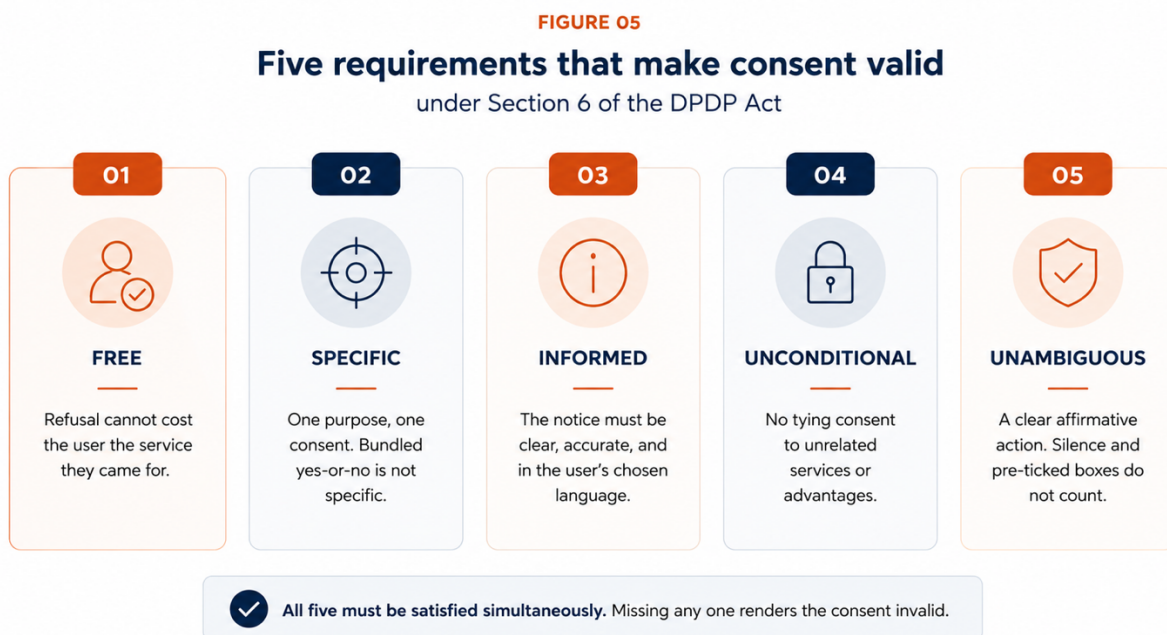 FIGURE 05
Five requirements that make consent valid
under Section 6 of the DPDP Act
01
FREE
Refusal cannot cost
the user the service
they came for.
02
SPECIFIC
One purpose, one
consent. Bundled
yes-or-no is not
specific.
03
INFORMED
The notice must be
clear, accurate, and
in the user's chosen
language.
04
UNCONDITIONAL
No tying consent
to unrelated
services or
advantages.
05
UNAMBIGUOUS
A clear affirmative
action. Silence and
pre-ticked boxes do
not count.
All five must be satisfied simultaneously. Missing any one renders the consent invalid.